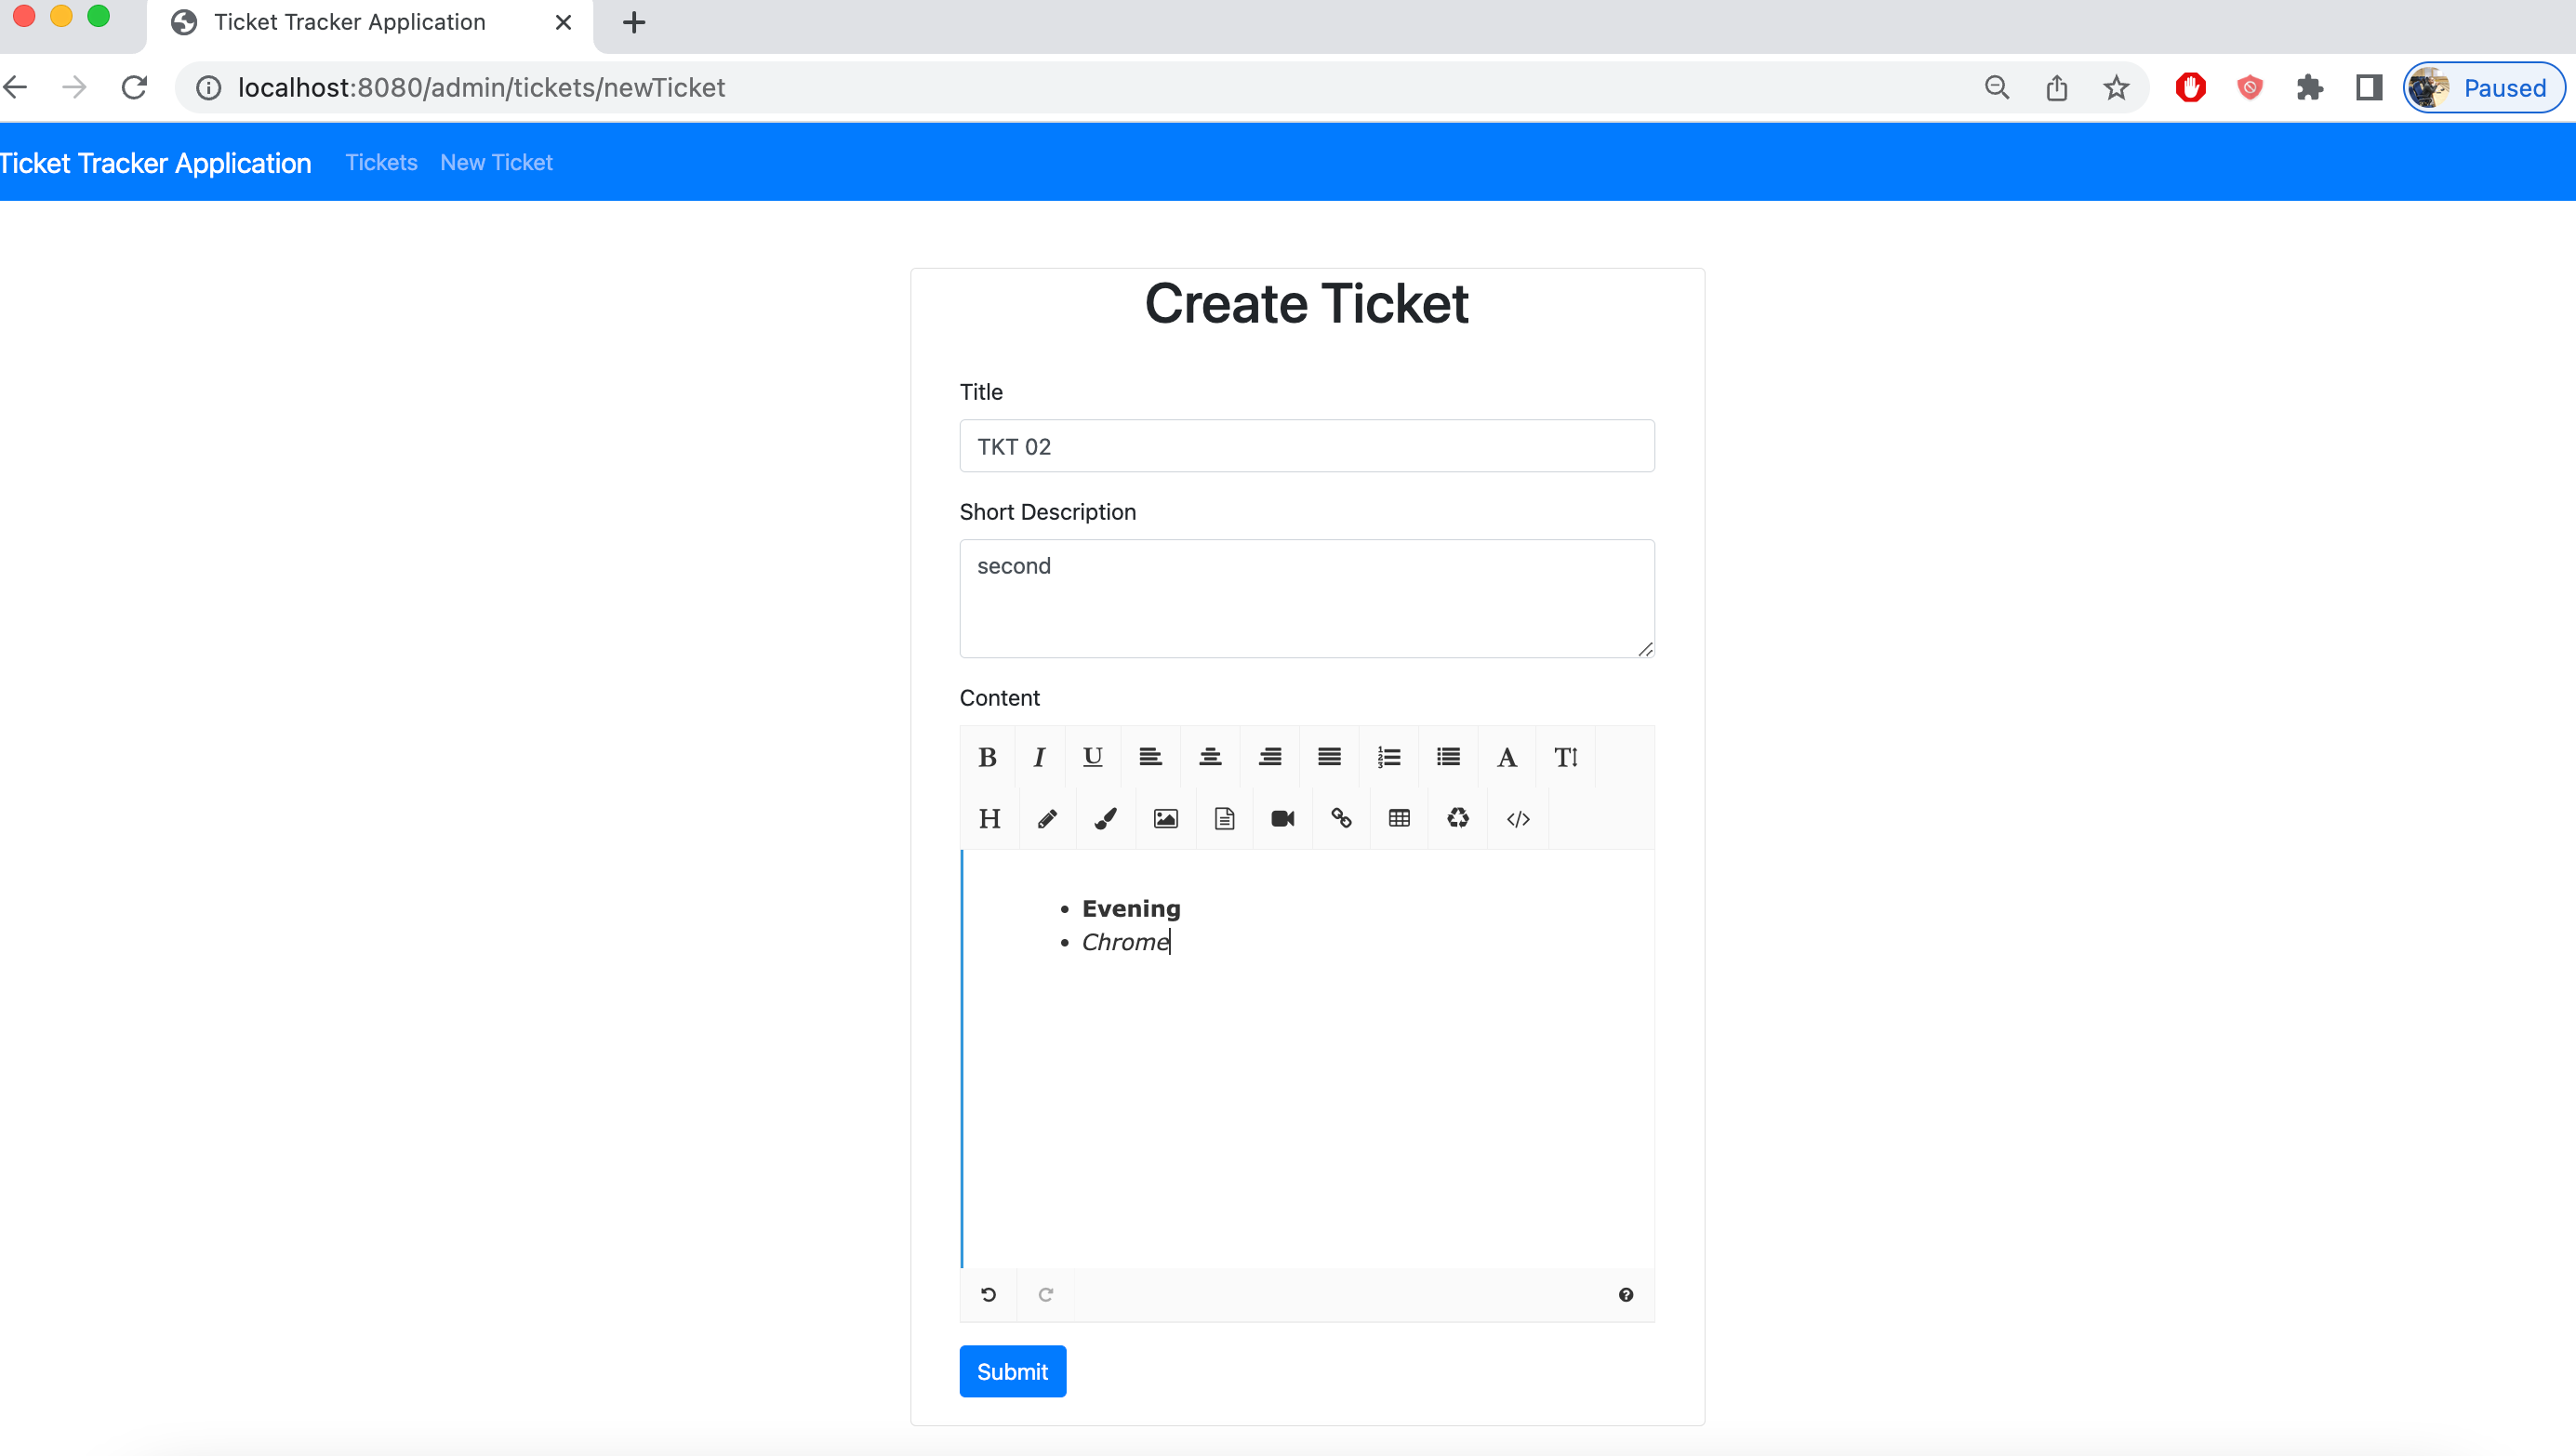 Ticket Tracker Application
localhost:8080/admin/tickets/newTicket
Paused
Ticket Tracker Application Tickets New Ticket
Create Ticket
Title
TKT 02
Short Description
second
Content
B I U A T
H </>
Evening
Chrome
Submit